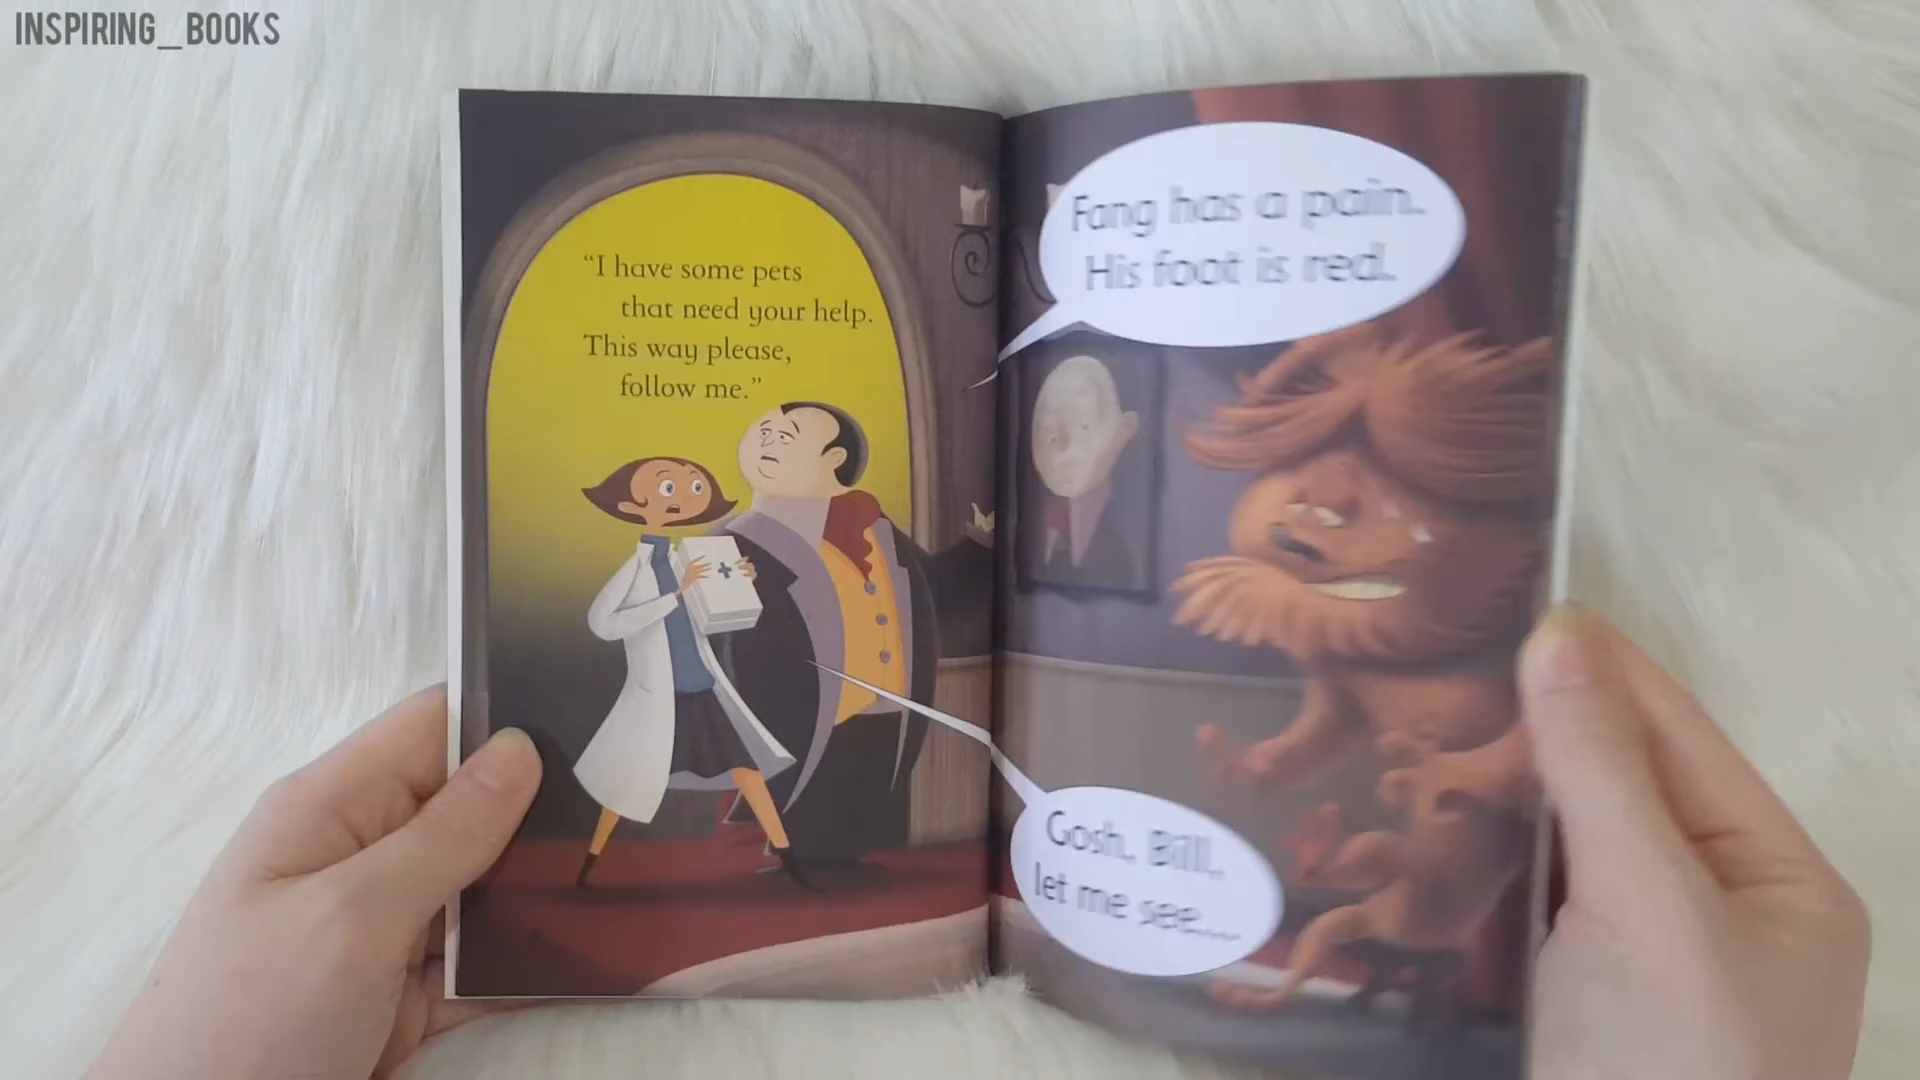 INSPIRING_BOOKS
“I have some pets
that need your help.
This way please,
follow me.”
Fang has a pain.
His foot is red.
Gosh, Bill,
let me see...